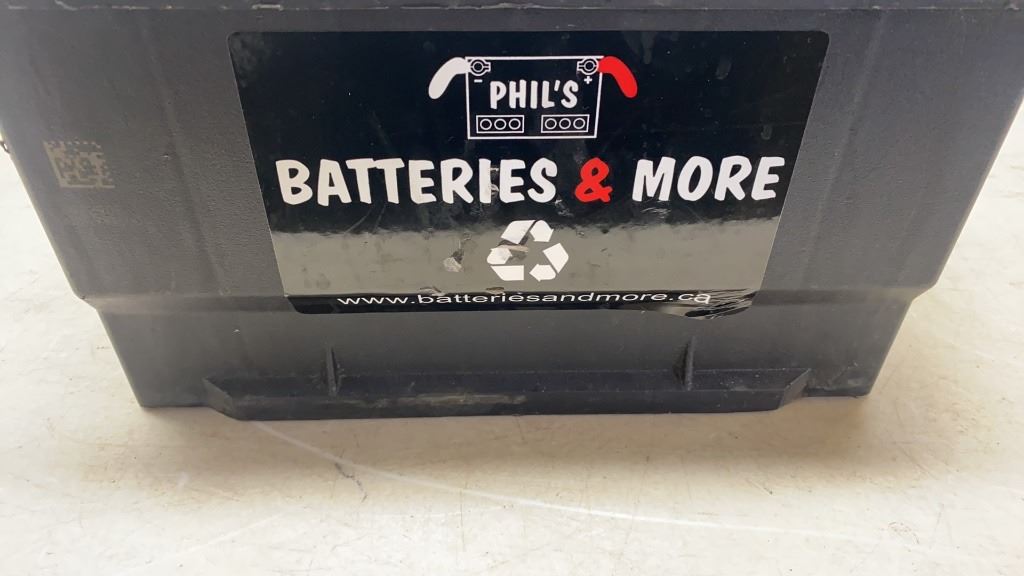 - +
PHIL'S
BATTERIES & MORE
www.batteriesandmore.ca